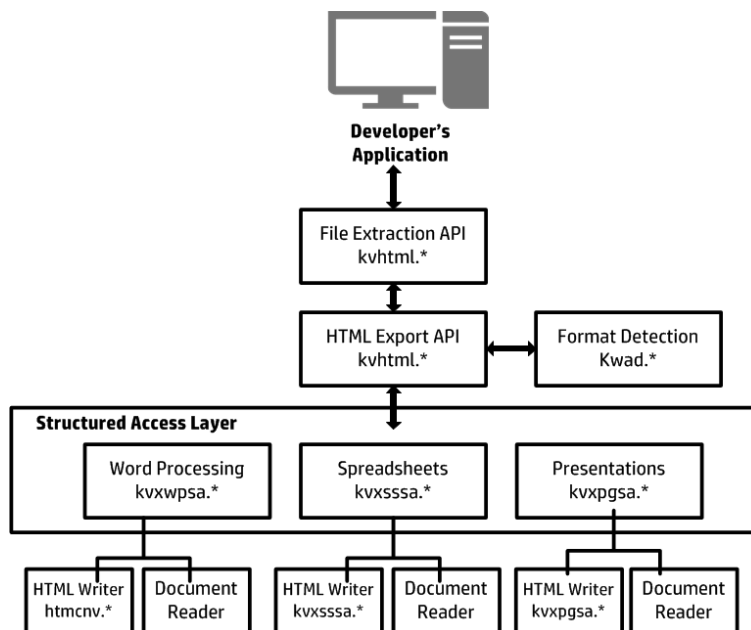 Developer's
Application
File Extraction API
kvhtml.*
HTML Export API
kvhtml.*
Format Detection
Kwad.*
Structured Access Layer
Word Processing
kvxwpsa.*
Spreadsheets
kvxsssa.*
Presentations
kvxpgsa.*
HTML Writer
htmcnv.*
Document
Reader
HTML Writer
kvxsssa.*
Document
Reader
HTML Writer
kvxpgsa.*
Document
Reader